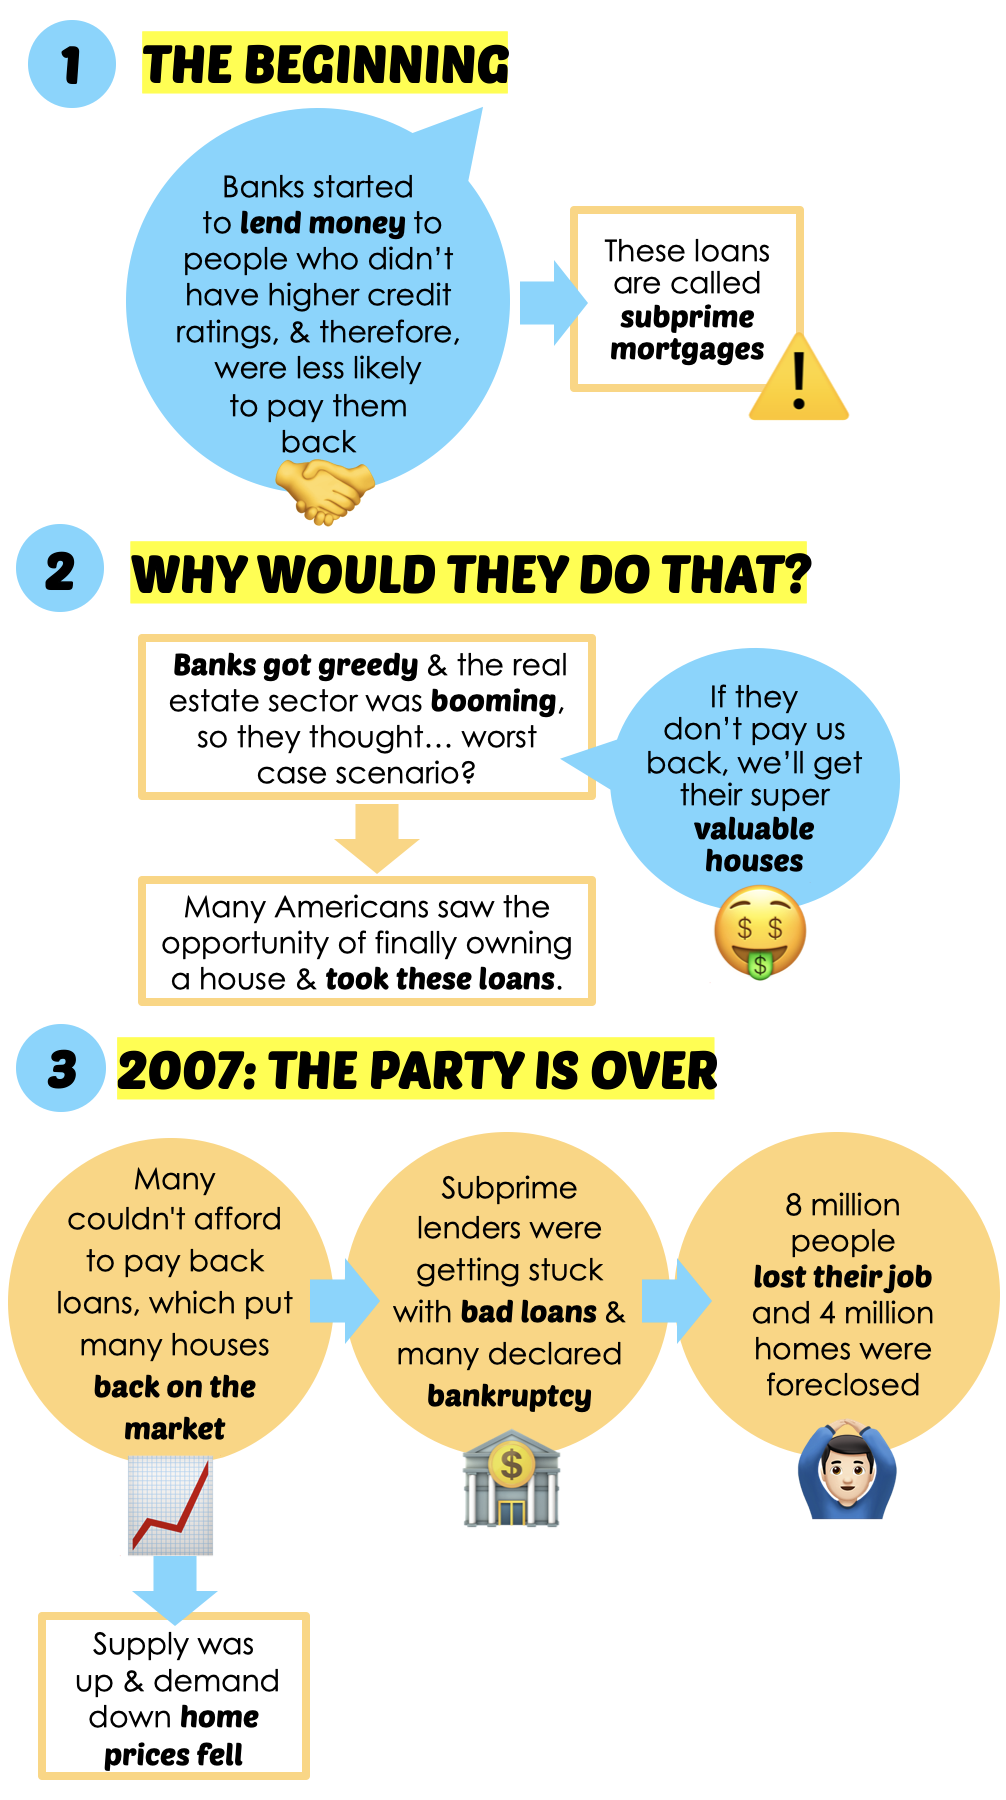 1
THE BEGINNING
Banks started
to lend money to
people who didn't
have higher credit
ratings, & therefore,
were less likely
to pay them
back
These loans
are called
subprime
mortgages
2
WHY WOULD THEY DO THAT?
Banks got greedy & the real
estate sector was booming,
so they thought... worst
case scenario?
If they
don't pay us
back, we'll get
their super
valuable
houses
Many Americans saw the
opportunity of finally owning
a house & took these loans.
3
2007: THE PARTY IS OVER
Many
couldn't afford
to pay back
loans, which put
many houses
back on the
market
Subprime
lenders were
getting stuck
with bad loans &
many declared
bankruptcy
8 million
people
lost their job
and 4 million
homes were
foreclosed
Supply was
up & demand
down home
prices fell